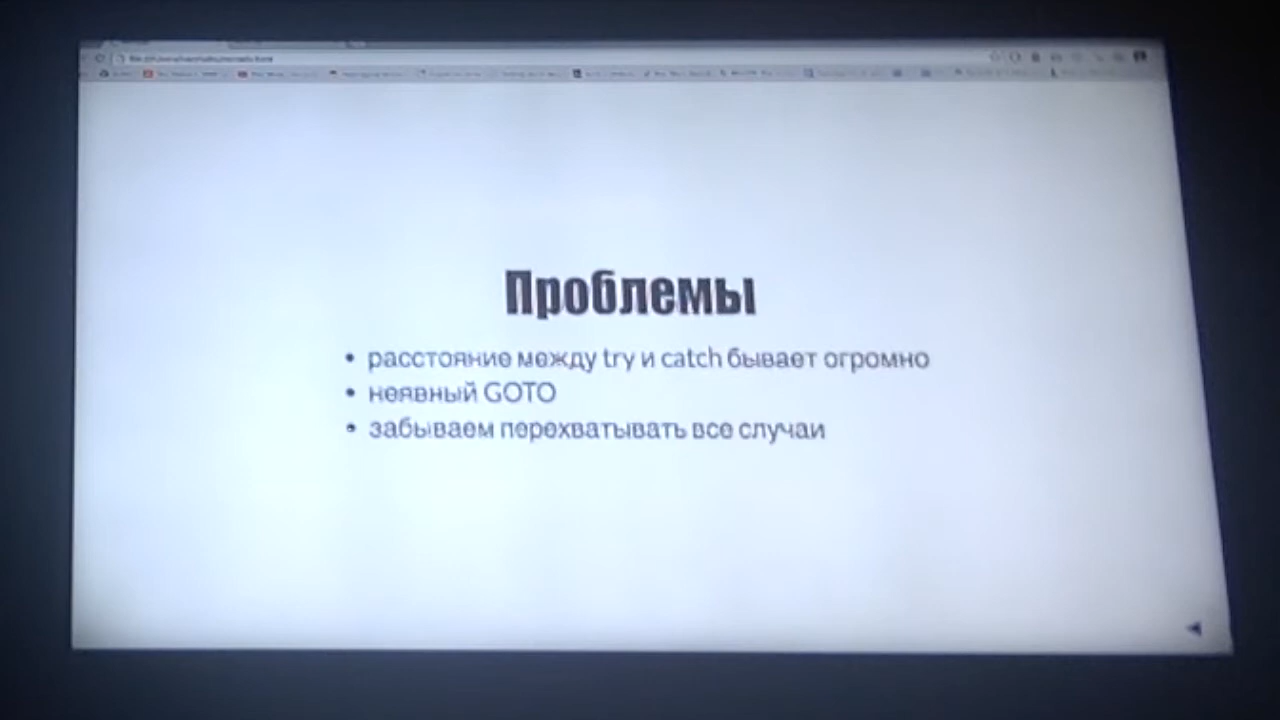 Проблемы
• расстояние между try и catch бывает огромно
• неявный GOTO
• забываем перехватывать все случаи